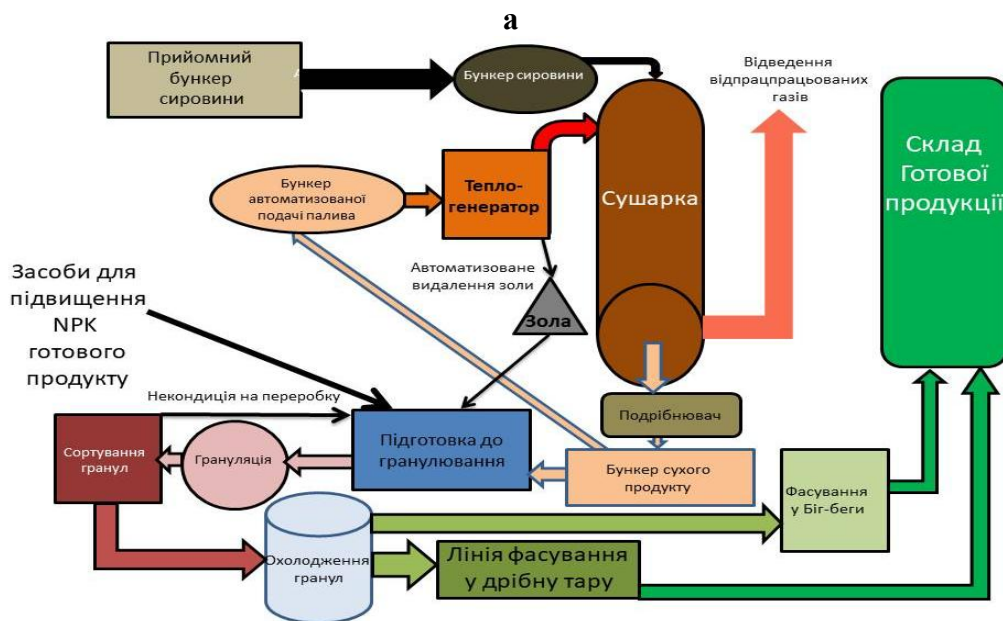 а
Прийомний
бункер
сировини
Бункер сировини
Відведення
відпрацпрацьованих
газів
Склад
Готової
продукції
Бункер
автоматизованої
подачі палива
Тепло-
генератор
Сушарка
Автоматизоване
видалення золи
Зола
Засоби для
підвищення
NPK
готового
продукту
Некондиція на переробку
Подрібнювач
Сортування
гранул
Грануляція
Підготовка до
гранулювання
Бункер сухого
продукту
Фасування
у Біг-беги
Охолодження
гранул
Лінія фасування
у дрібну тару